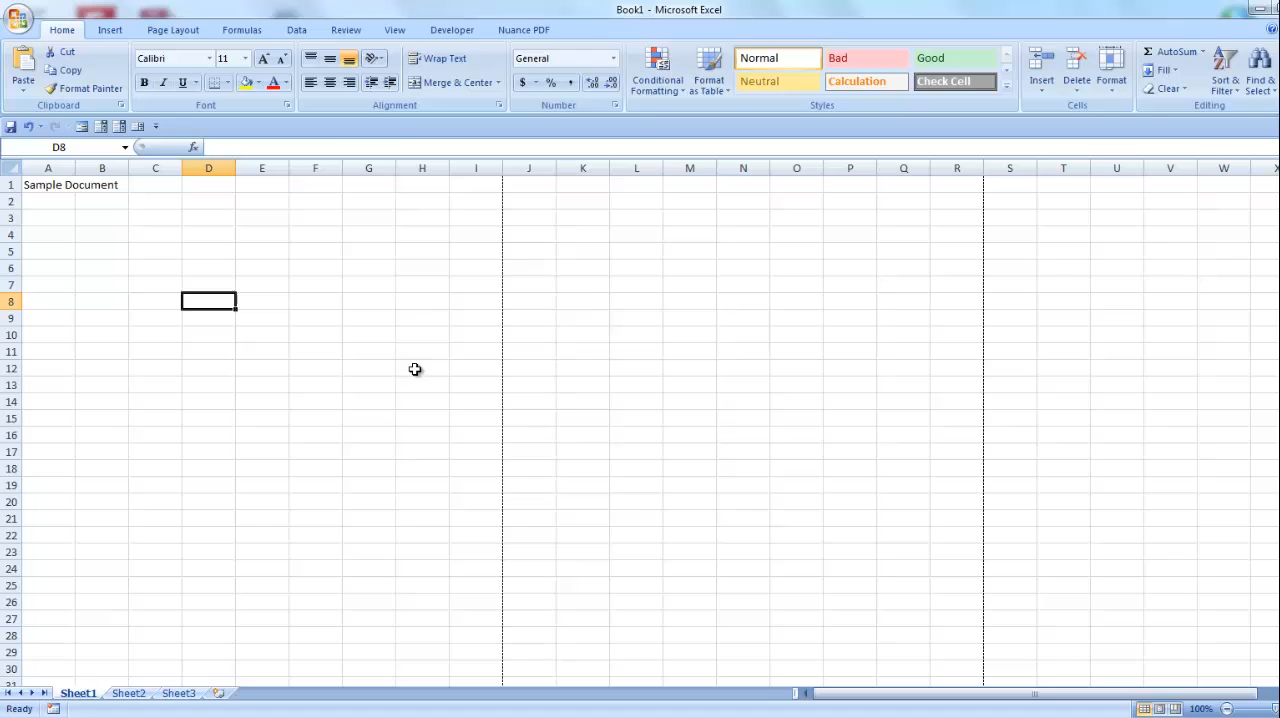 Book1 - Microsoft Excel
Home Insert Page Layout Formulas Data Review View Developer Nuance PDF
Paste
Cut
Copy
Format Painter
Clipboard
Calibri 11
B I U
Font
Wrap Text
Merge & Center
Alignment
General
$ % ,
Number
Conditional Formatting
Format as Table
Normal Bad Good
Neutral Calculation Check Cell
Styles
Insert Delete Format
Cells
AutoSum
Fill
Clear
Sort & Filter
Find & Select
Editing
D8 fx
A B C D E F G H I J K L M N O P Q R S T U V W X
1 Sample Document
2
3
4
5
6
7
8
9
10
11
12
13
14
15
16
17
18
19
20
21
22
23
24
25
26
27
28
29
30
31
Sheet1 Sheet2 Sheet3
Ready 100%